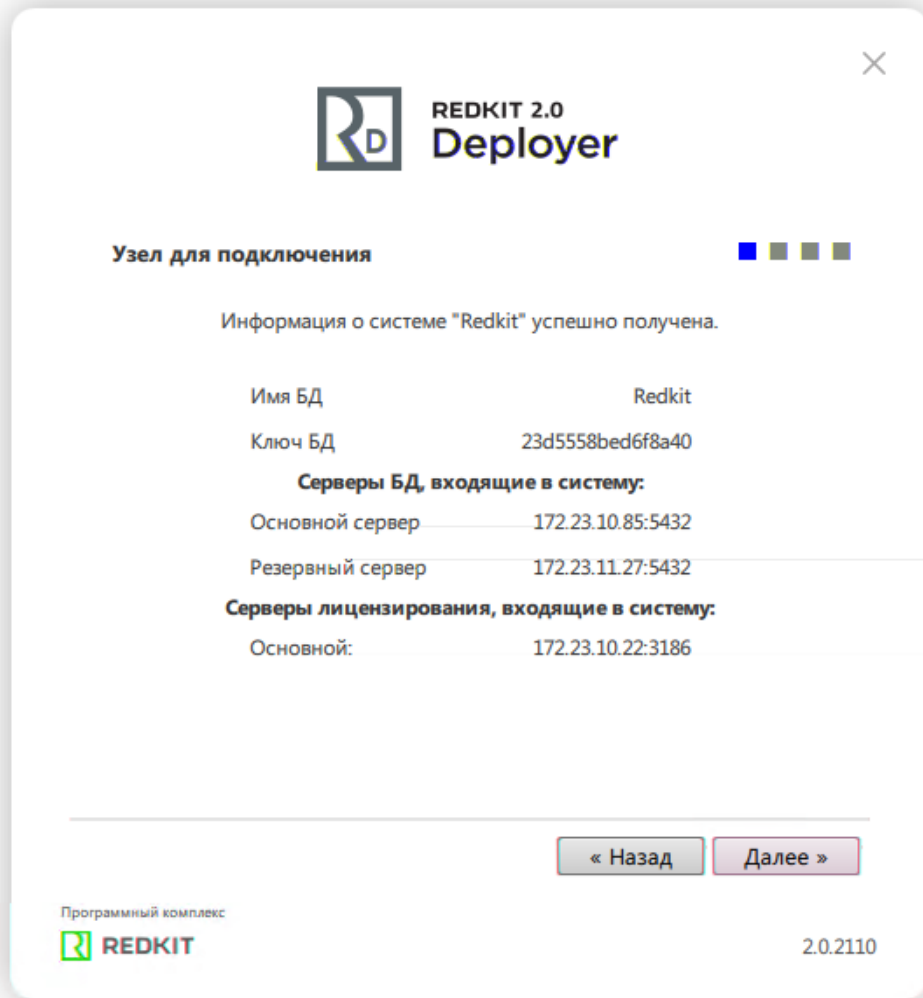 REDKIT 2.0
Deployer
Узел для подключения
Информация о системе "Redkit" успешно получена.
Имя БД Redkit
Ключ БД 23d5558bed6f8a40
Серверы БД, входящие в систему:
Основной сервер 172.23.10.85:5432
Резервный сервер 172.23.11.27:5432
Серверы лицензирования, входящие в систему:
Основной: 172.23.10.22:3186
« Назад Далее »
Программный комплекс
REDKIT 2.0.2110